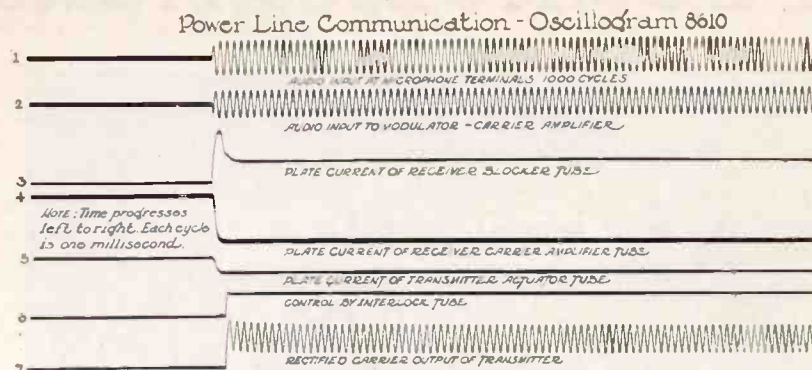 Power Line Communication - Oscillogram 8610
1
AUDIO INPUT AT MICROPHONE TERMINALS 1000 CYCLES
2
AUDIO INPUT TO MODULATOR - CARRIER AMPLIFIER
PLATE CURRENT OF RECEIVER BLOCKER TUBE
3
4
NOTE: Time progresses
left to right. Each cycle
is one millisecond.
PLATE CURRENT OF RECEIVER CARRIER AMPLIFIER TUBE
5
PLATE CURRENT OF TRANSMITTER ACTUATOR TUBE
CONTROL BY INTERLOCK TUBE
6
RECTIFIED CARRIER OUTPUT OF TRANSMITTER
7